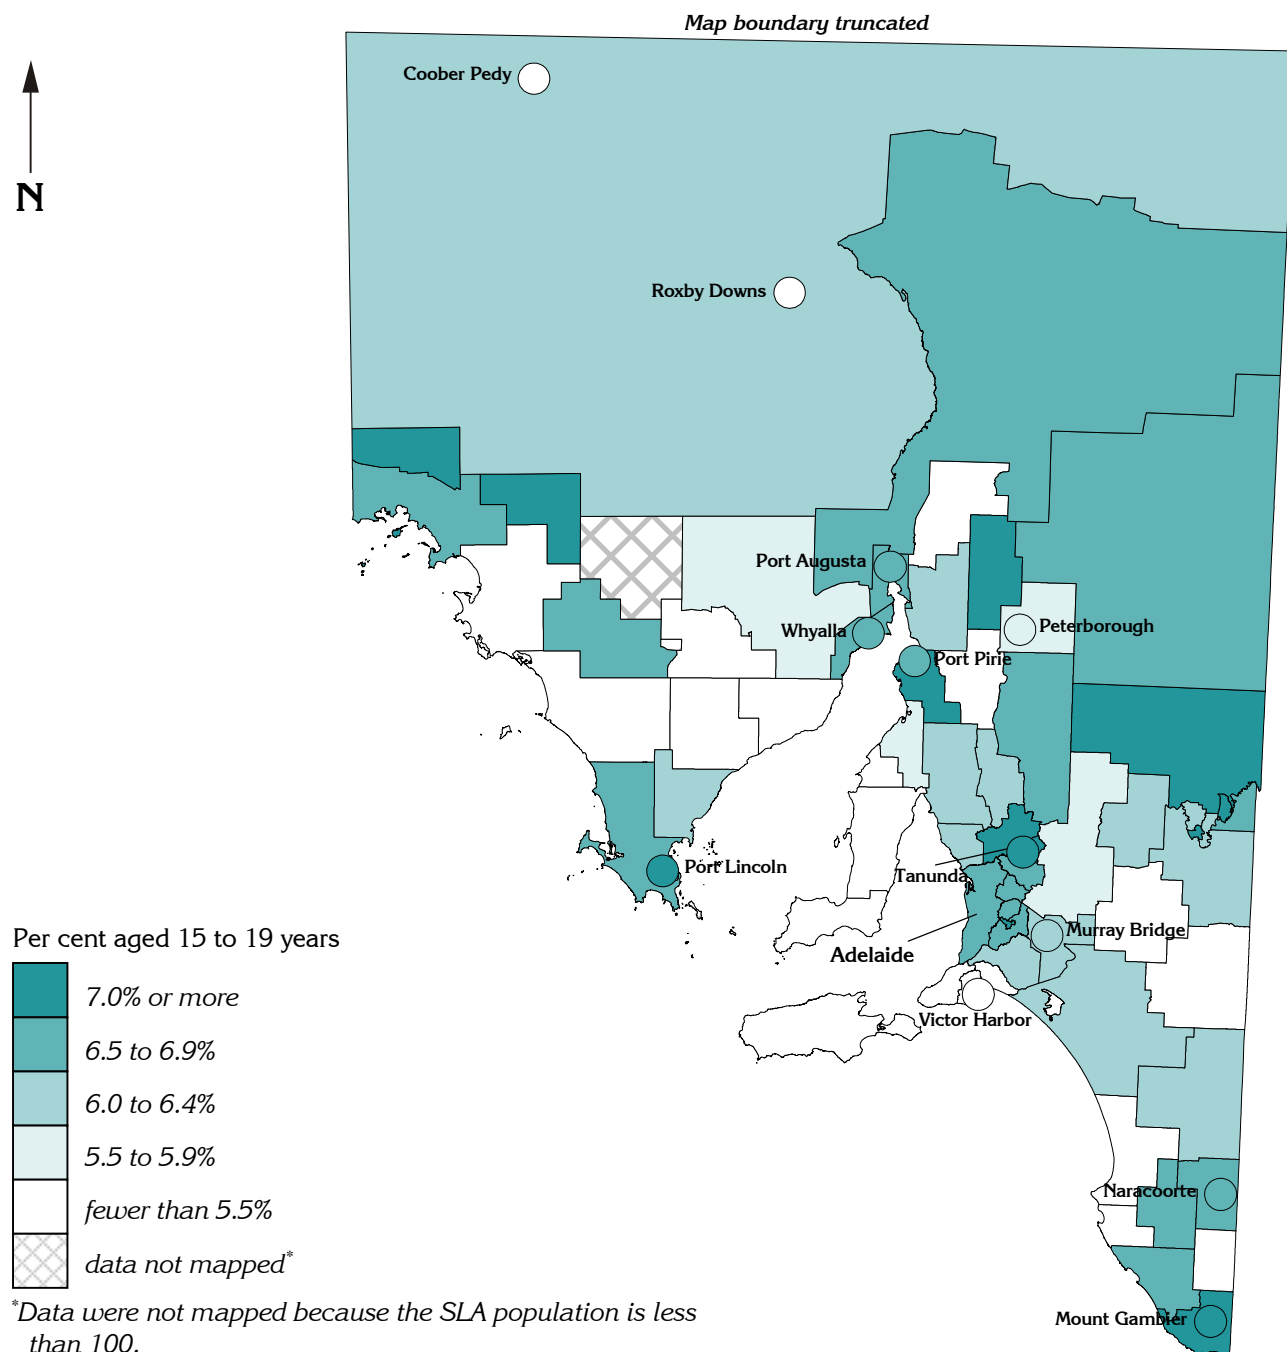 Map boundary truncated
Coober Pedy
N
Roxby Downs
Port Augusta
Whyalla
Peterborough
Port Pirie
Port Lincoln
Tanunda
Murray Bridge
Adelaide
Victor Harbor
Naracoorte
Mount Gambier
Per cent aged 15 to 19 years
7.0% or more
6.5 to 6.9%
6.0 to 6.4%
5.5 to 5.9%
fewer than 5.5%
data not mapped*
*Data were not mapped because the SLA population is less
than 100.